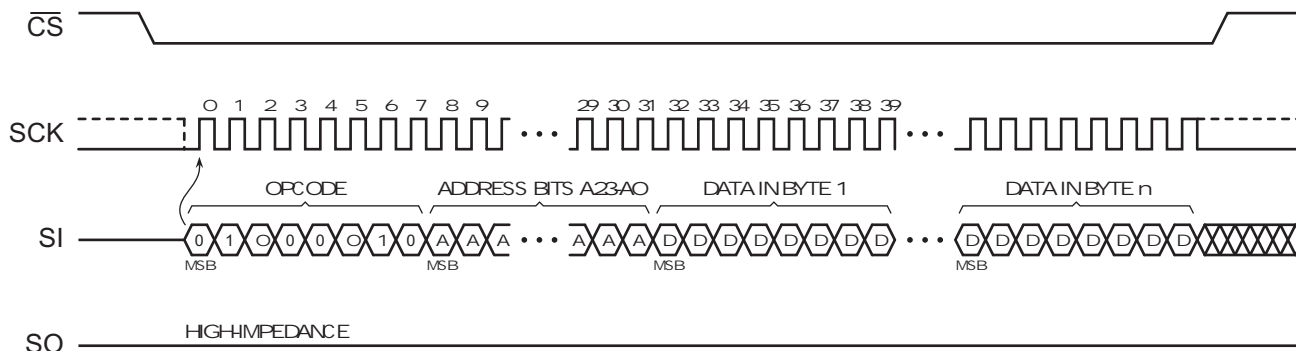 CS
0 1 2 3 4 5 6 7 8 9 29 30 31 32 33 34 35 36 37 38 39
SCK
OPCODE ADDRESS BITS A23-A0 DATA IN BYTE 1 DATA IN BYTE n
SI 0 1 0 0 0 0 1 0 A A A A A A D D D D D D D D D D D D D D D D
MSB MSB MSB MSB
HIGH-IMPEDANCE
SO